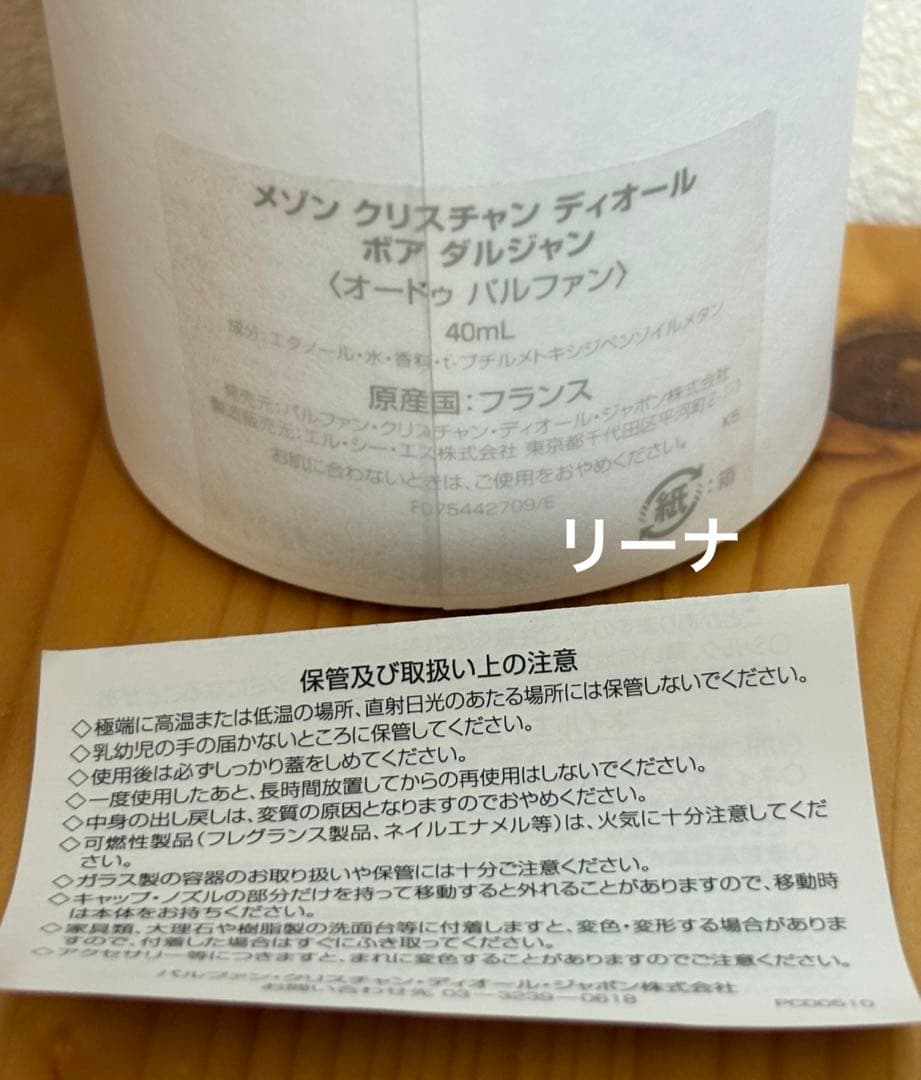 メゾン クリスチャン ディオール
ボア ダルジャン
〈オードゥ パルファン〉
40mL
成分：エタノール・水・香料・t-ブチルメトキシジベンゾイルメタン
原産国：フランス
発売元：パルファン・クリスチャン・ディオール・ジャポン株式会社
製造販売元：エル・シー・エス株式会社 東京都千代田区平河町2-1-1
K5
お肌に合わないときは、ご使用をおやめください。
F075442709/E
紙：箱
リーナ
保管及び取扱い上の注意
◇極端に高温または低温の場所、直射日光のあたる場所には保管しないでください。
◇乳幼児の手の届かないところに保管してください。
◇使用後は必ずしっかり蓋をしめてください。
◇一度使用したあと、長時間放置してからの再使用はしないでください。
◇中身の出し戻しは、変質の原因となりますのでおやめください。
◇可燃性製品(フレグランス製品、ネイルエナメル等)は、火気に十分注意してくだ
さい。
◇ガラス製の容器のお取り扱いや保管には十分ご注意ください。
◇キャップ・ノズルの部分だけを持って移動すると外れることがありますので、移動時
は本体をお持ちください。
◇家具類、大理石や樹脂製の洗面台等に付着しますと、変色・変形する場合がありま
すので、付着した場合はすぐにふき取ってください。
◇アクセサリー等につきますと、まれに変色することがありますのでご注意ください。
パルファン・クリスチャン・ディオール・ジャポン株式会社
お問い合わせ先 03-3239-0618
PCD0510